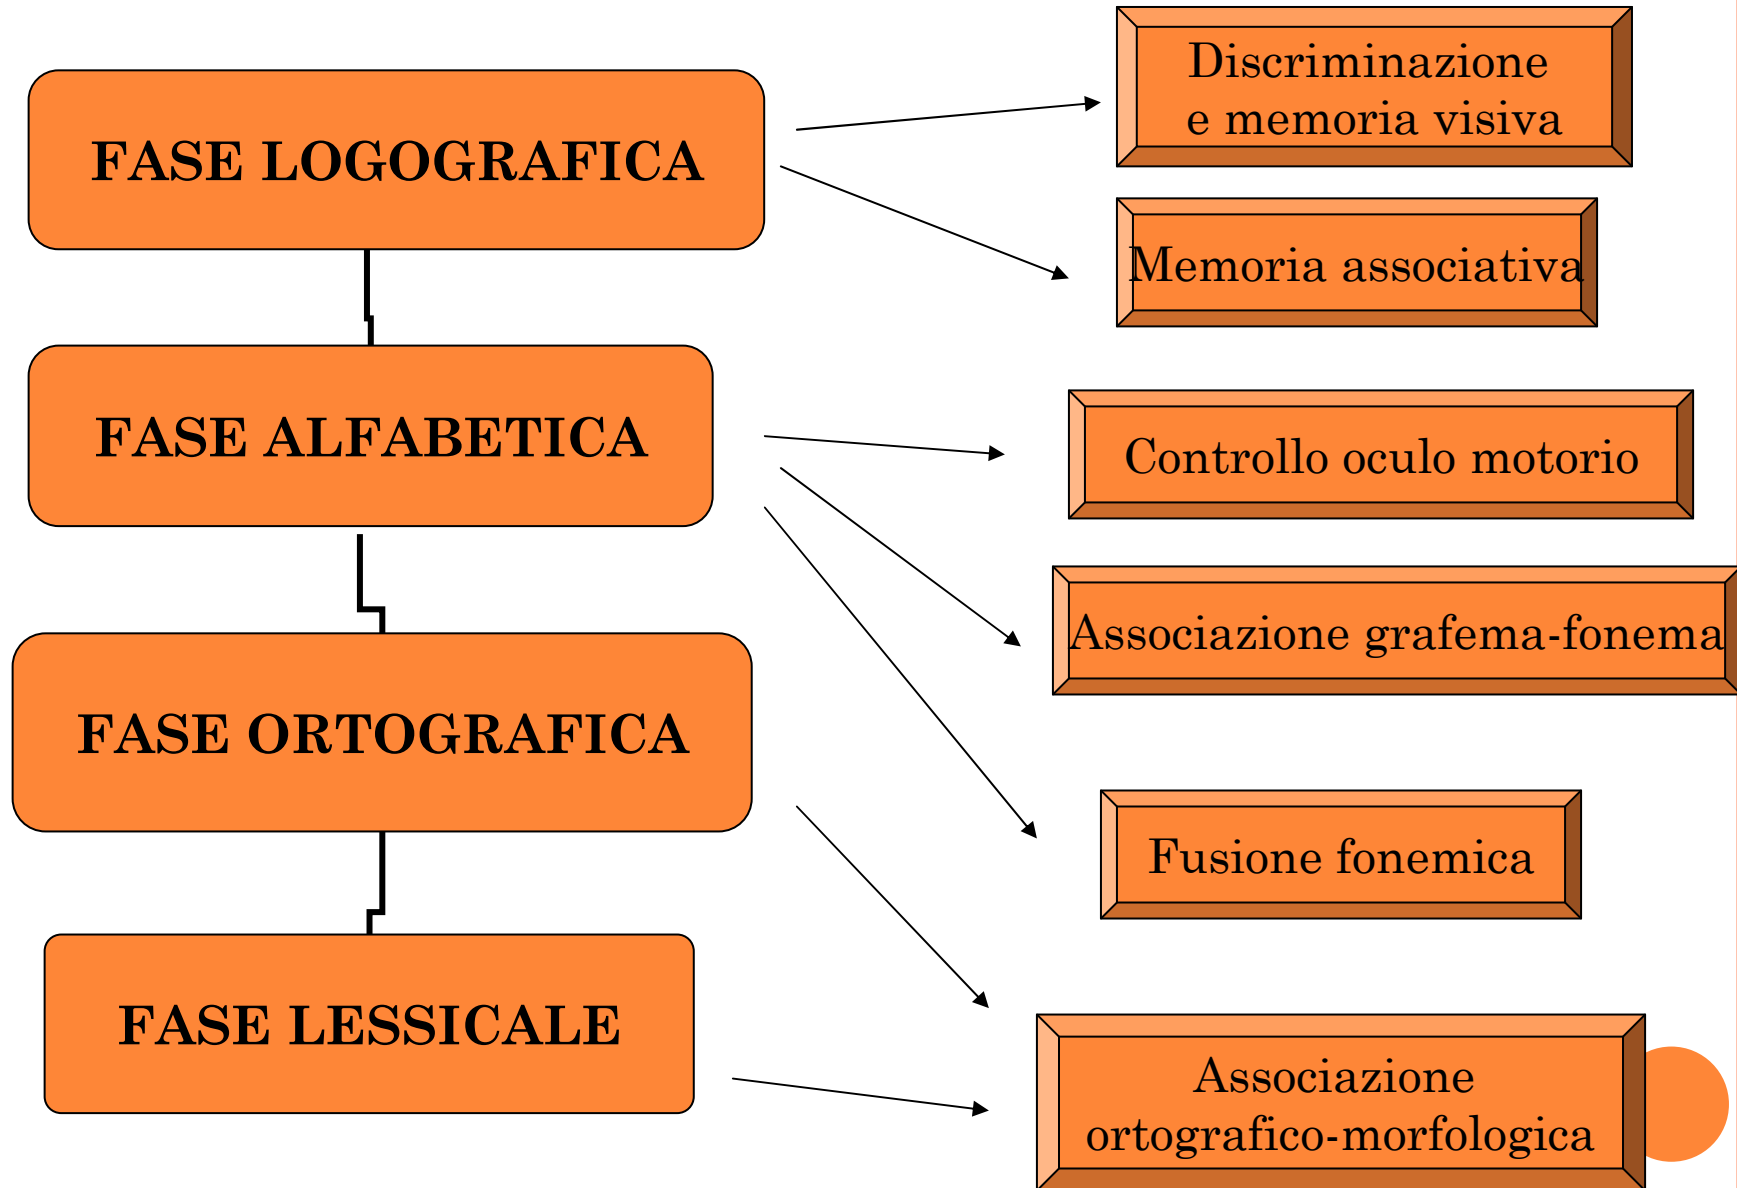 FASE LOGOGRAFICA
Discriminazione
e memoria visiva
Memoria associativa
FASE ALFABETICA
Controllo oculo motorio
Associazione grafema-fonema
Fusione fonemica
FASE ORTOGRAFICA
FASE LESSICALE
Associazione
ortografico-morfologica